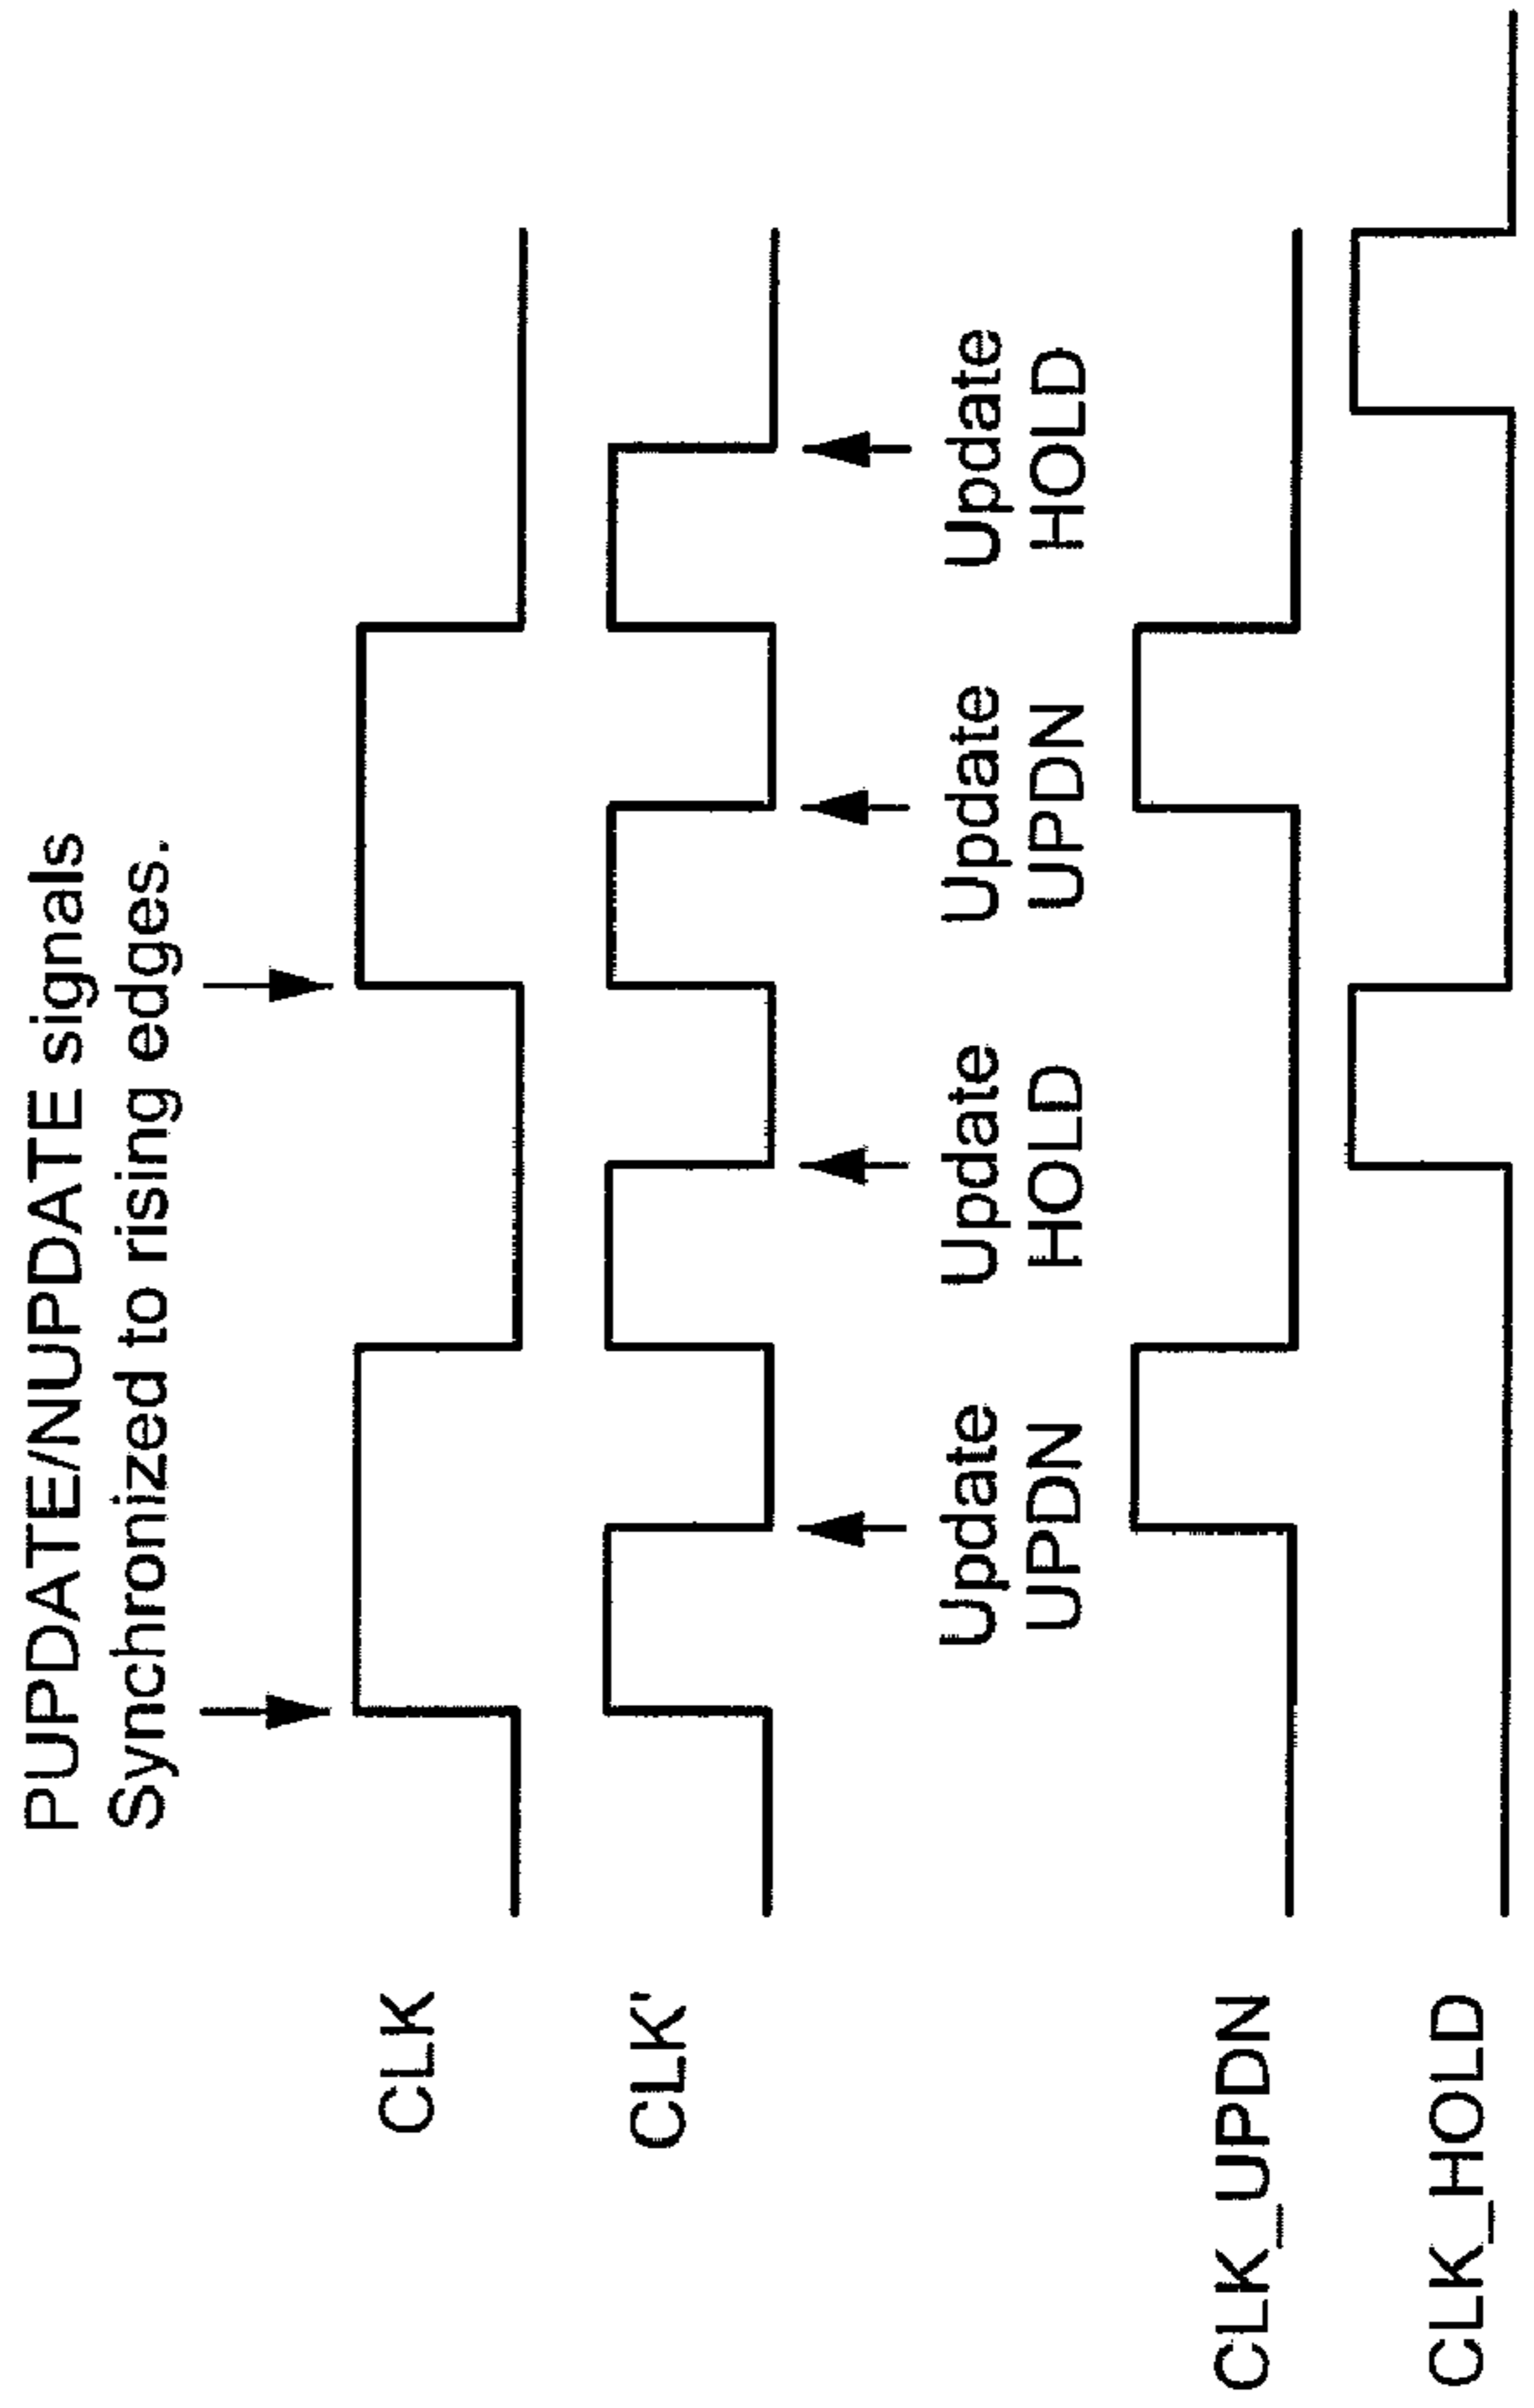 PUPDATE/NUPDATE signals
Synchronized to rising edges.
CLK
CLK'
Update
UPDN
Update
HOLD
Update
UPDN
Update
HOLD
CLK_UPDN
CLK_HOLD